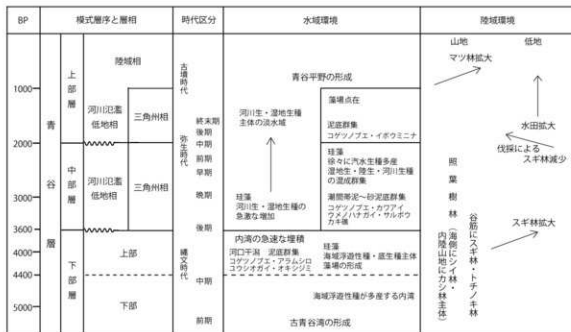 BP
模式層序と層相
時代区分
水域環境
陸域環境
1000
2000
3000
3600
4000
4400
5000
青谷層
上部層
中部層
下部層
陸域相
河川氾濫
低地相
三角州相
河川氾濫
低地相
三角州相
上部
下部
古墳時代
弥生時代
縄文時代
終末期
後期
中期
前期
早期
晩期
後期
中期
前期
青谷平野の形成
河川生・湿地生種
主体の淡水域
珪藻
河川生・湿地生種の
急激な増加
藻場点在
泥底群集
コゲツノブエ・イボウミニナ
珪藻
徐々に汽水生種多産
湿地生・陸生・河川生種
の混成群集
潮間帯泥~砂泥底群集
コゲツノブエ・カワアイ
ウメノハナガイ・サルボウ
カキ礁
内湾の急速な埋積
河口干潟 泥底群集
コゲツノブエ・アラムシロ
ユウシオガイ・オキシジミ
珪藻
海域浮遊性種・底生種主体
藻場の形成
海域浮遊性種が多産する内湾
古青谷湾の形成
山地
低地
マツ林拡大
水田拡大
伐採による
スギ林減少
スギ林拡大
照葉樹林(海側にシイ林・
内陸山地にカシ林主体)
谷筋にスギ林・トチノキ林